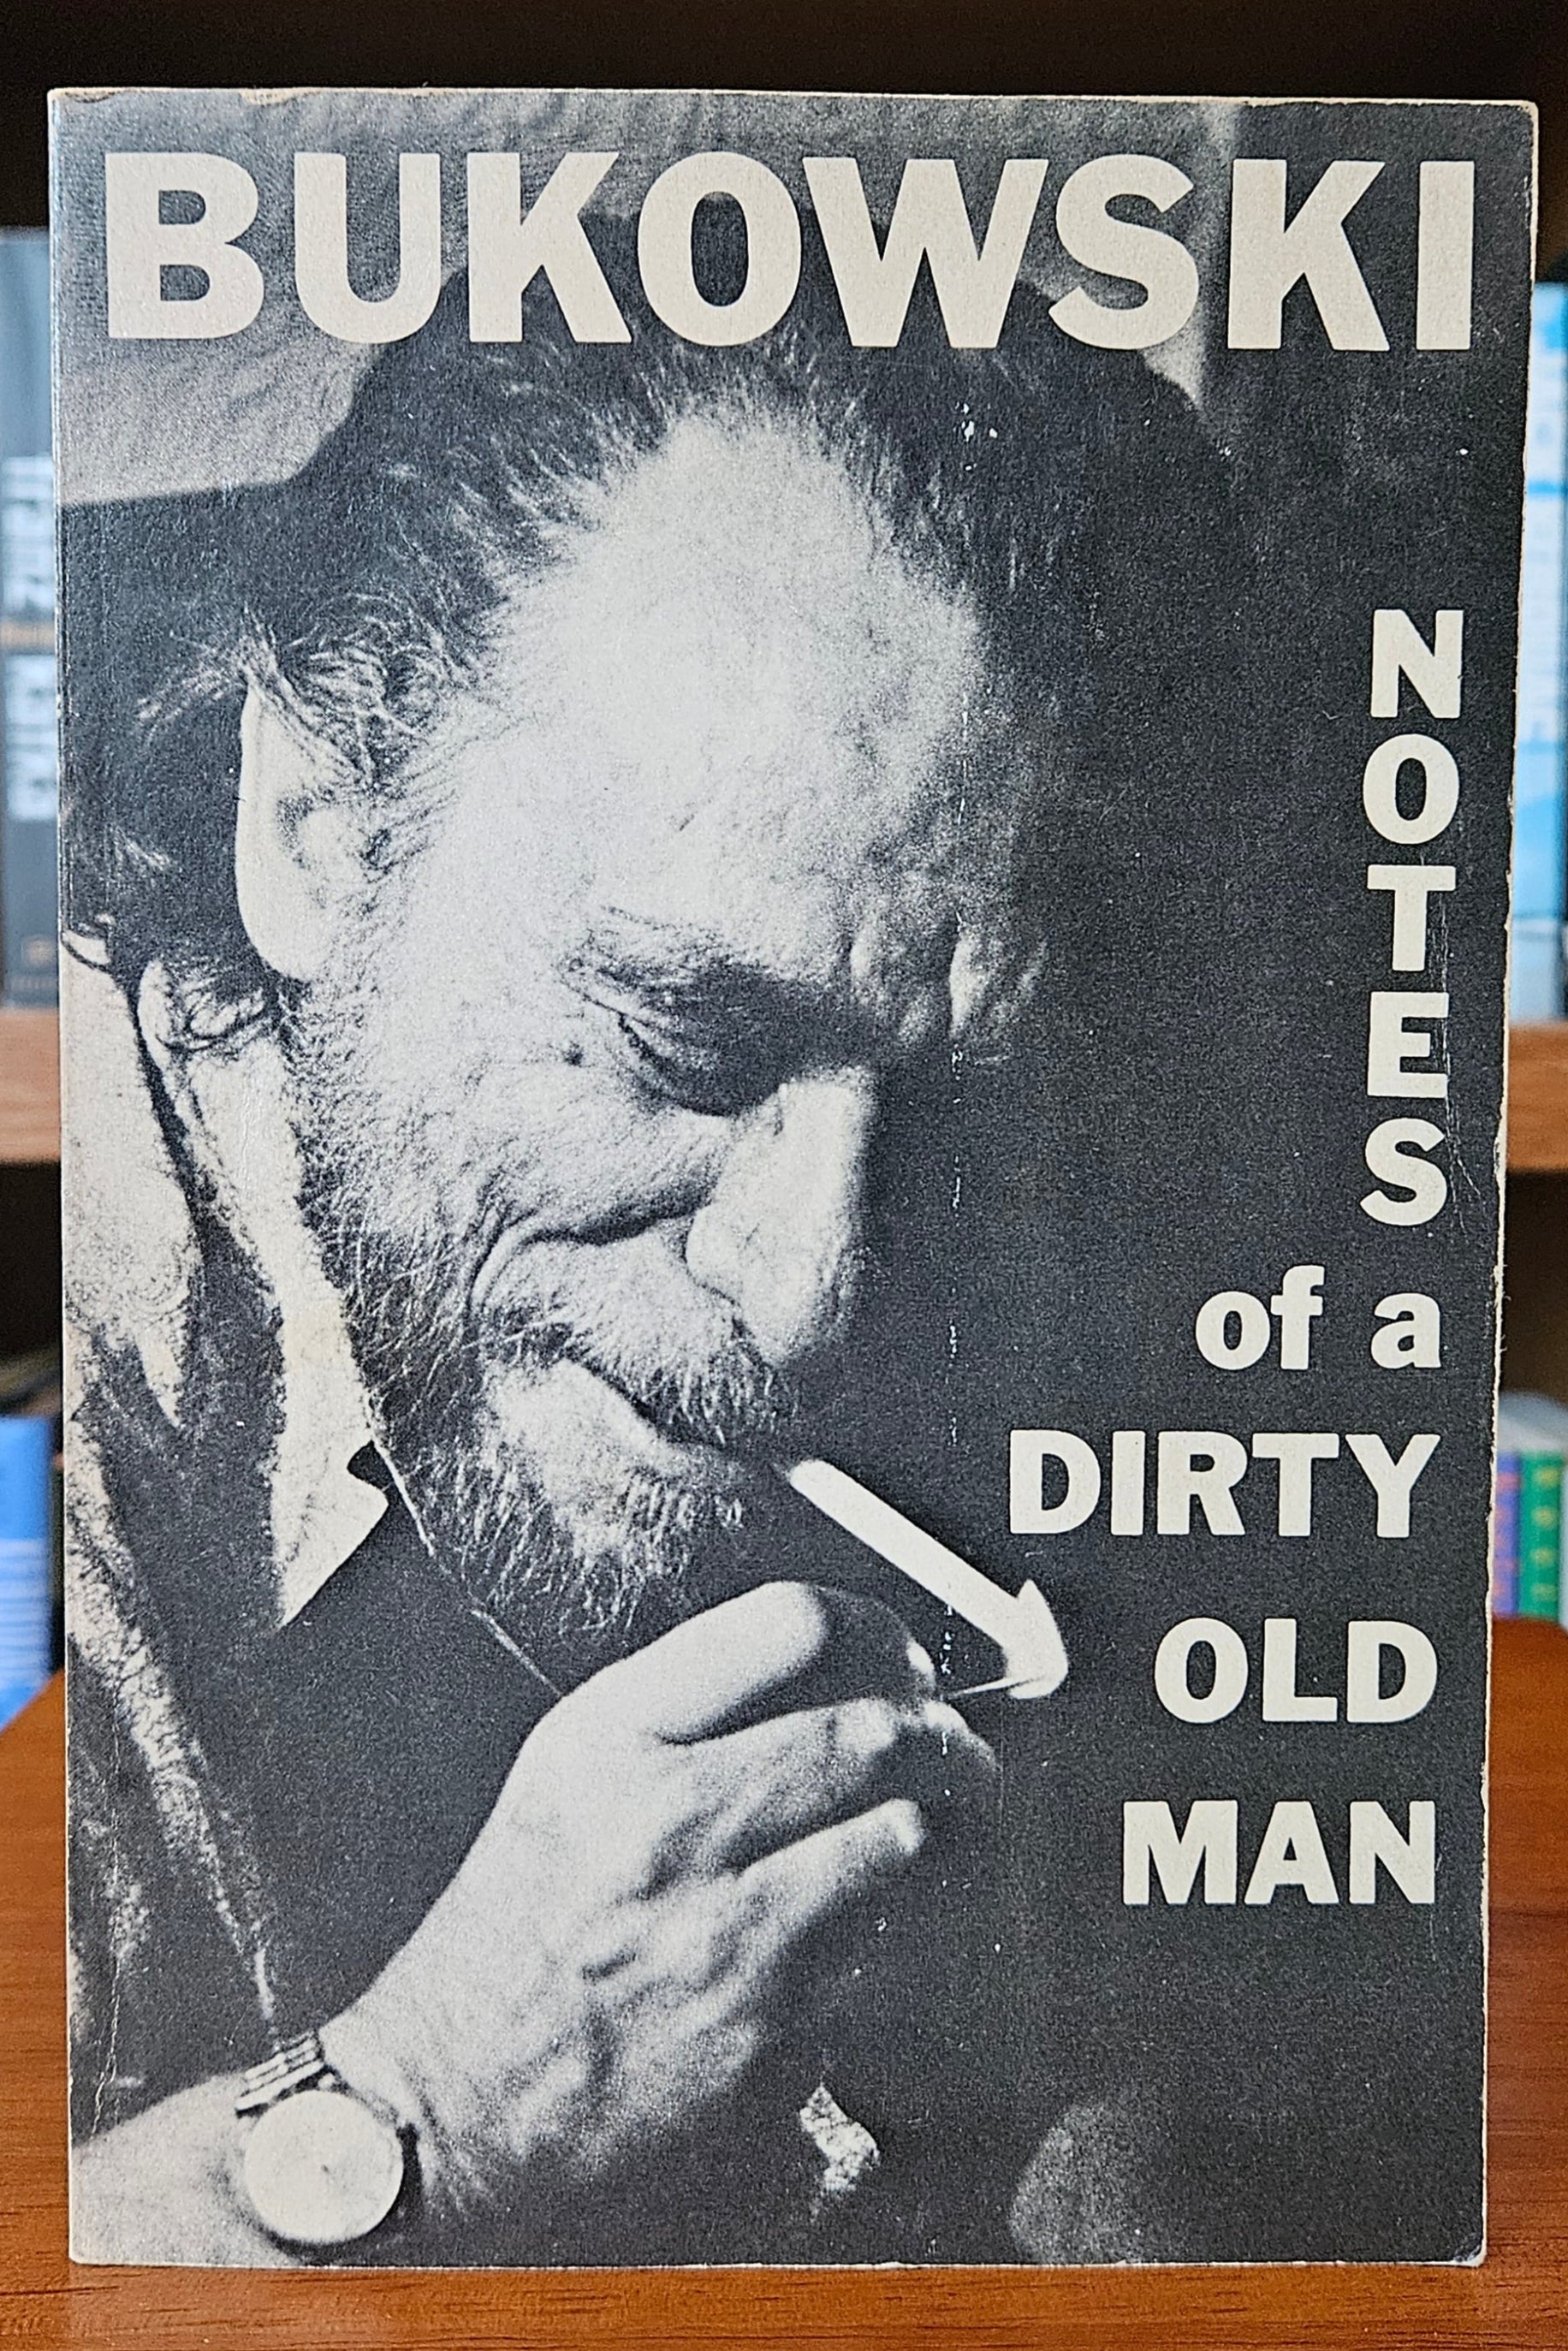 BUKOWSKI
NOTES
of a
DIRTY
OLD
MAN